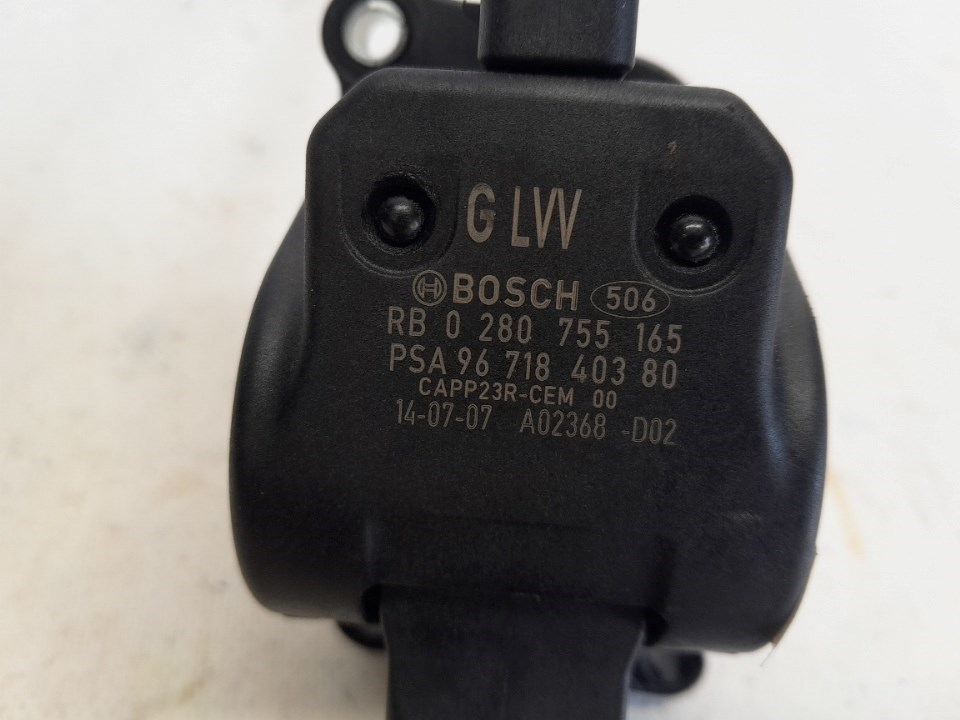 G LW
BOSCH 506
RB 0 280 755 165
PSA 96 718 403 80
CAPP23R-CEM 00
14-07-07 A02368 -D02